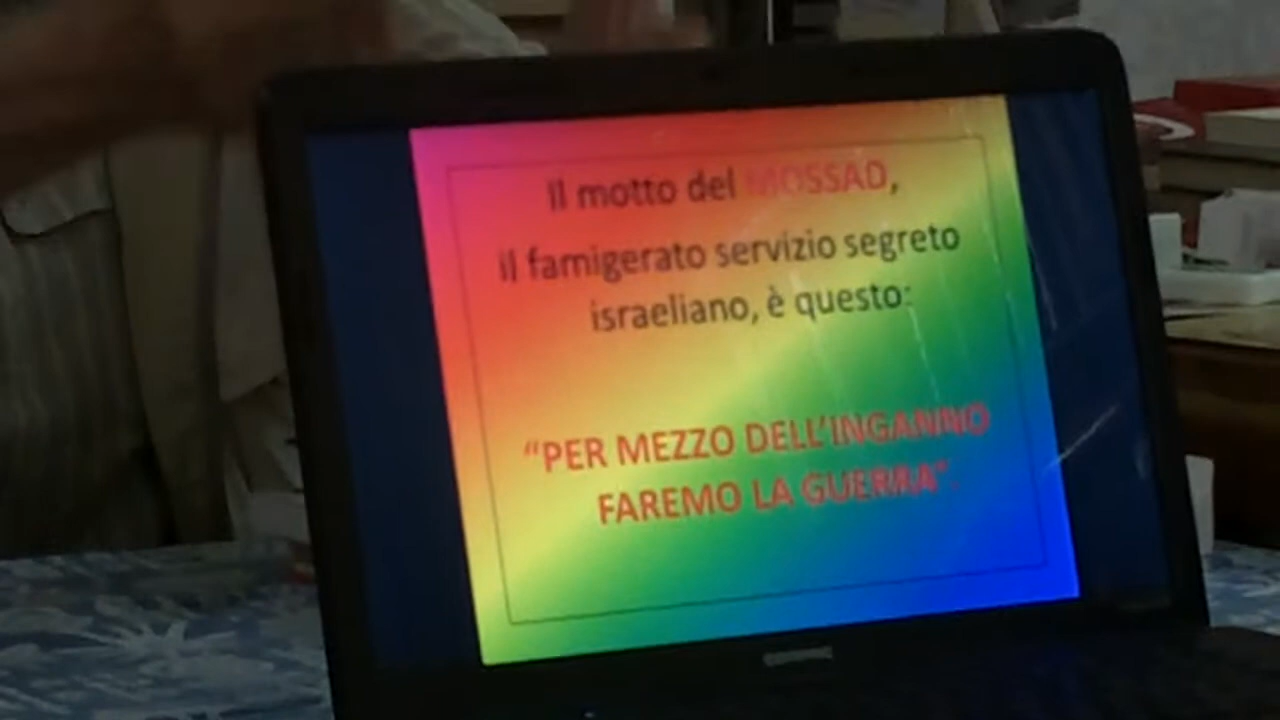 Il motto del MOSSAD,
il famigerato servizio segreto
israeliano, è questo:
“PER MEZZO DELL’INGANNO
FAREMO LA GUERRA”.